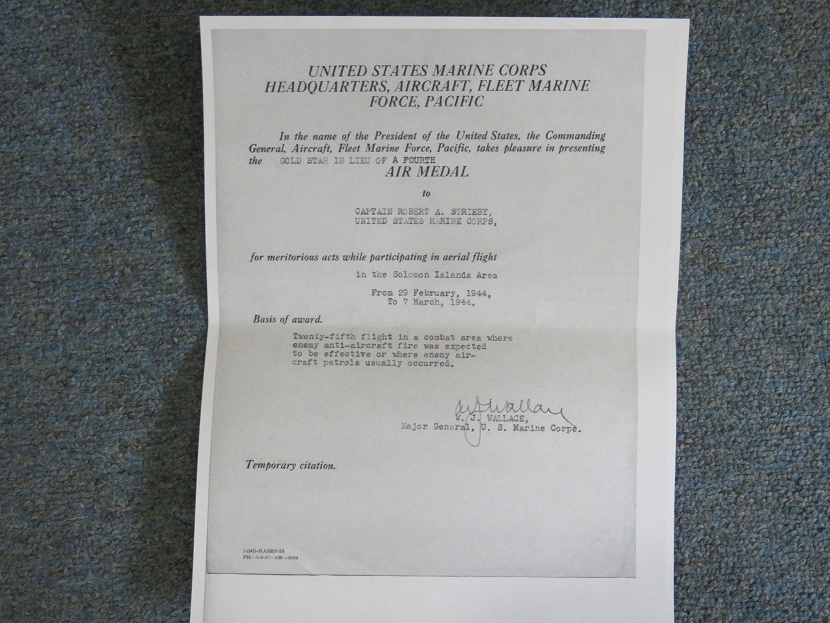 UNITED STATES MARINE CORPS
HEADQUARTERS, AIRCRAFT, FLEET MARINE
FORCE, PACIFIC
In the name of the President of the United States, the Commanding
General, Aircraft, Fleet Marine Force, Pacific, takes pleasure in presenting
the GOLD STAR IN LIEU OF A FOURTH
AIR MEDAL
to
CAPTAIN ROBERT A. STRIEBY,
UNITED STATES MARINE CORPS,
for meritorious acts while participating in aerial flight
in the Solomon Islands Area
From 29 February, 1944,
To 7 March, 1944.
Basis of award.
Twenty-fifth flight in a combat area where
enemy anti-aircraft fire was expected
to be effective or where enemy air-
craft patrols usually occurred.
W. J. Wallace
W. J. WALLACE,
Major General, U. S. Marine Corps.
Temporary citation.